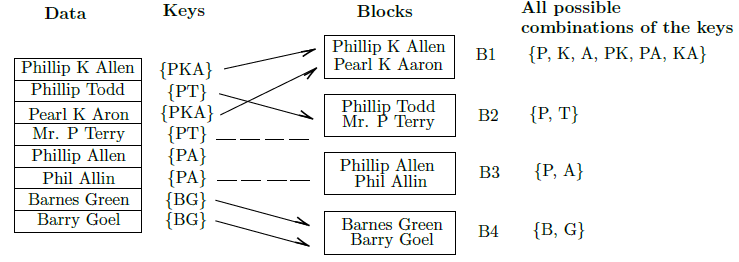 Data Keys Blocks All possible
combinations of the keys
Phillip K Allen {PKA} Phillip K Allen
Pearl K Aaron B1 {P, K, A, PK, PA, KA}
Phillip Todd {PT}
Pearl K Aron {PKA} Phillip Todd
Mr. P Terry B2 {P, T}
Mr. P Terry {PT}
Phillip Allen {PA} Phillip Allen
Phil Allin B3 {P, A}
Phil Allin {PA}
Barnes Green {BG}
Barry Goel {BG} Barnes Green
Barry Goel B4 {B, G}